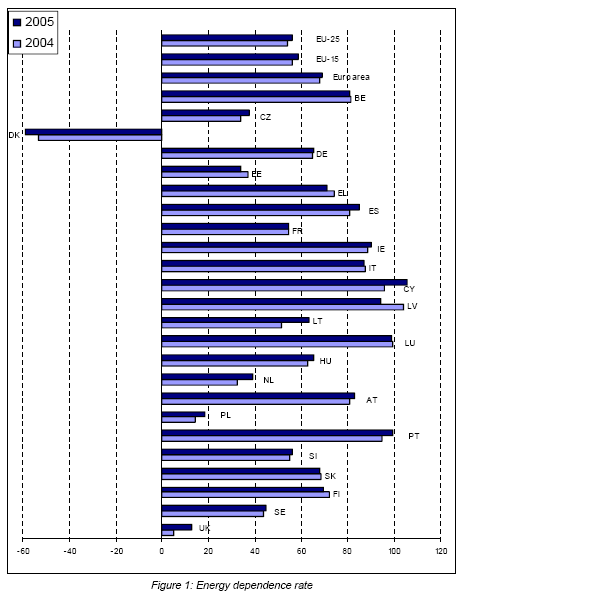 2005
2004
EU-25
EU-15
Euro area
BE
CZ
DK
DE
EE
EL
ES
FR
IE
IT
CY
LV
LT
LU
HU
NL
AT
PL
PT
SI
SK
FI
SE
UK
-60 -40 -20 0 20 40 60 80 100 120
Figure 1: Energy dependence rate